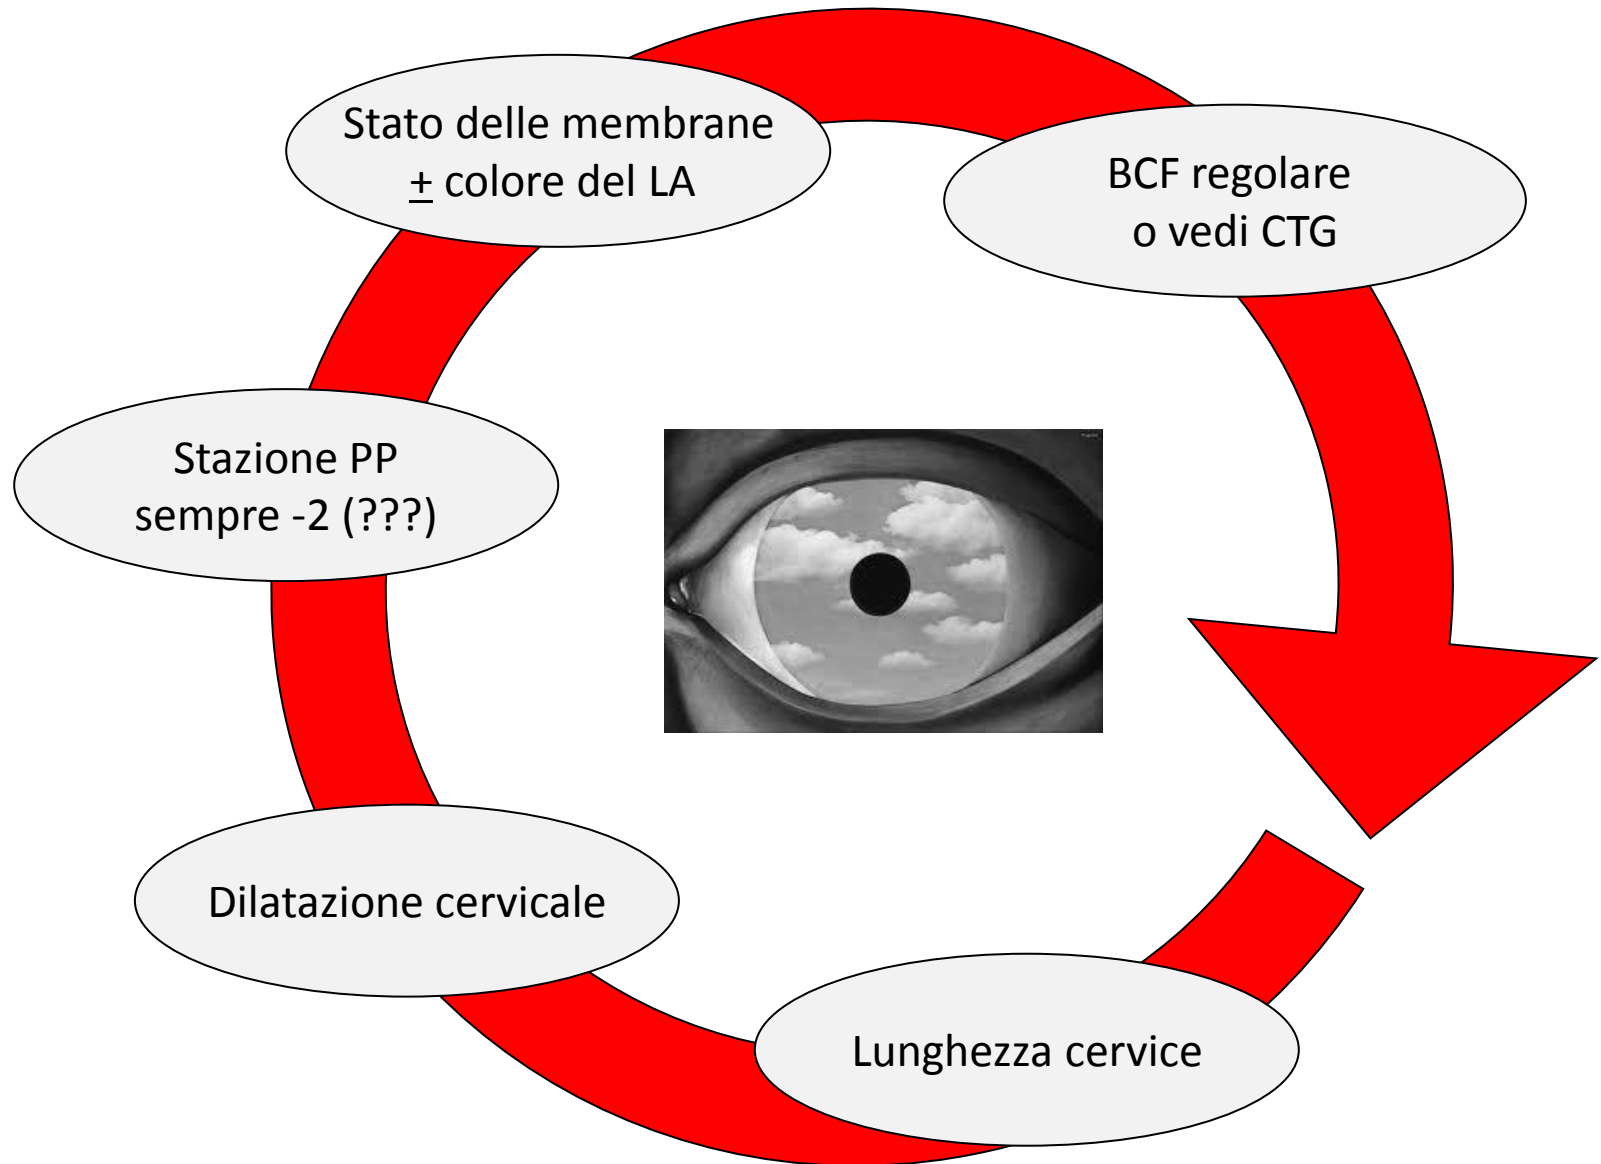 Stato delle membrane
± colore del LA
BCF regolare
o vedi CTG
Stazione PP
sempre -2 (???)
Dilatazione cervicale
Lunghezza cervice